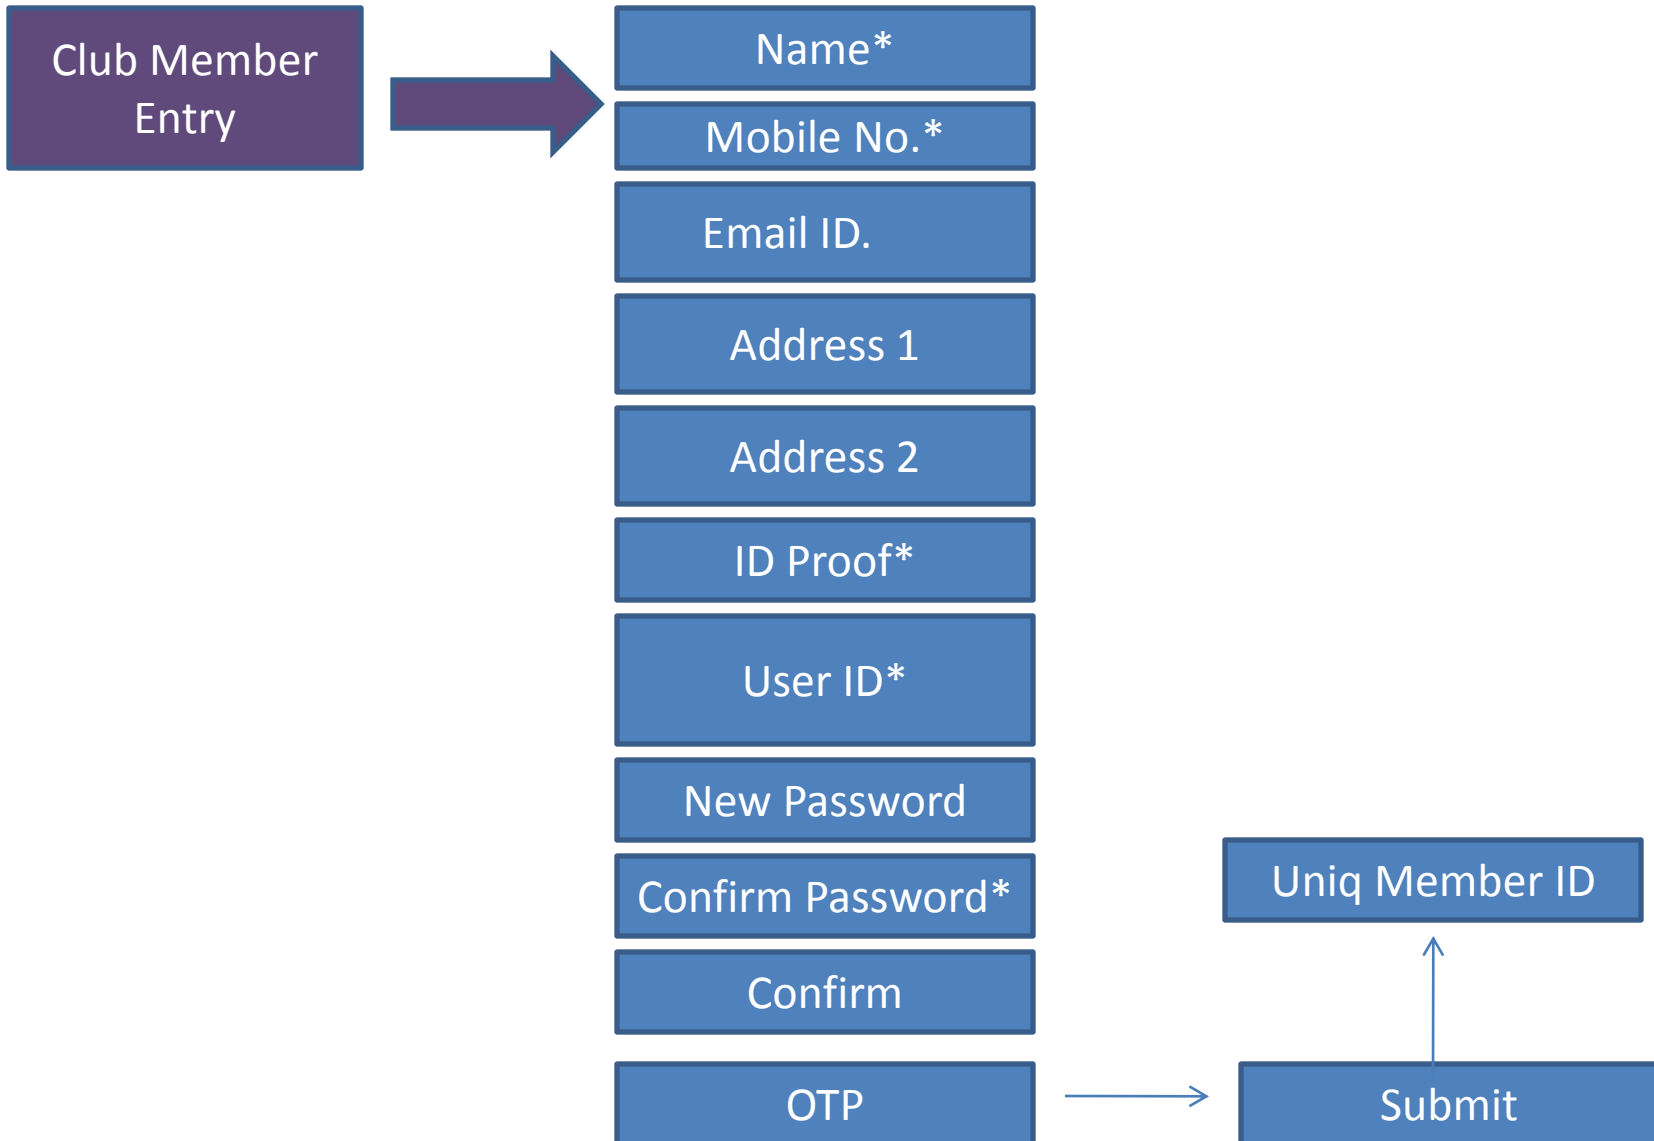 Club Member
Entry
Name*
Mobile No.*
Email ID.
Address 1
Address 2
ID Proof*
User ID*
New Password
Confirm Password*
Confirm
OTP
Uniq Member ID
Submit